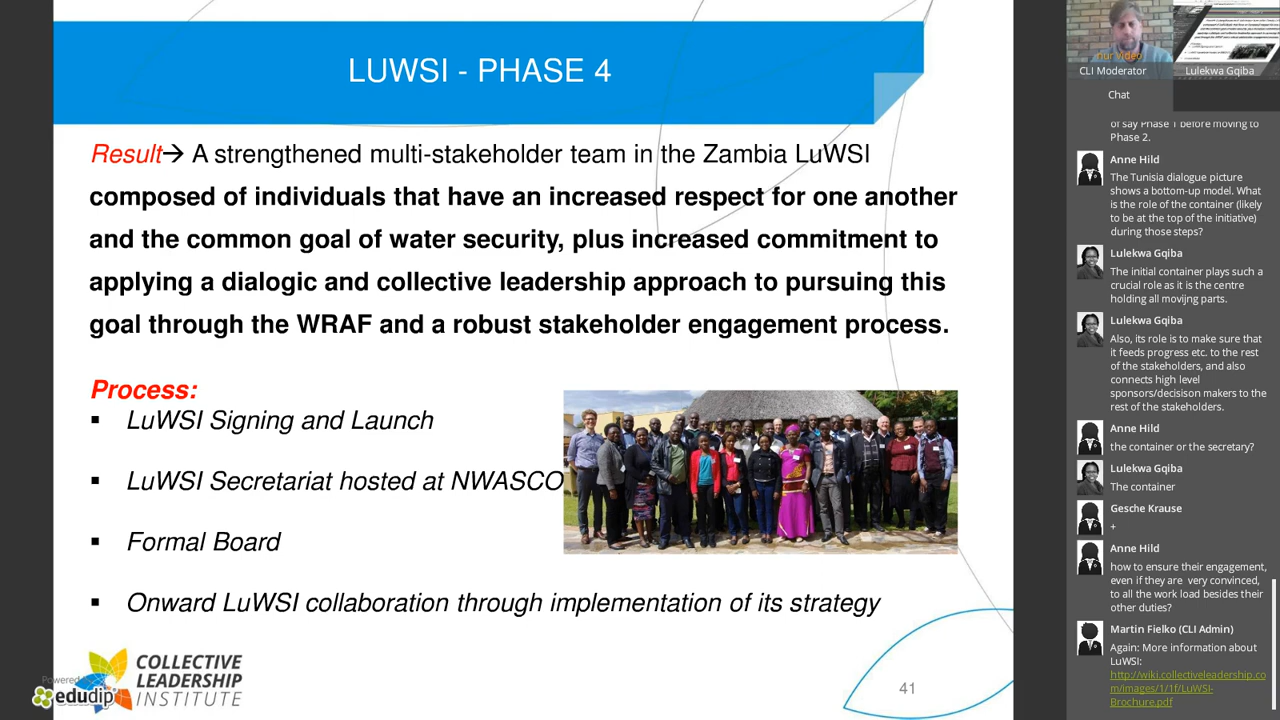 LUWSI - PHASE 4
Result→ A strengthened multi-stakeholder team in the Zambia LuWSI
composed of individuals that have an increased respect for one another
and the common goal of water security, plus increased commitment to
applying a dialogic and collective leadership approach to pursuing this
goal through the WRAF and a robust stakeholder engagement process.
Process:
▪ LuWSI Signing and Launch
▪ LuWSI Secretariat hosted at NWASCO
▪ Formal Board
▪ Onward LuWSI collaboration through implementation of its strategy
COLLECTIVE
LEADERSHIP
INSTITUTE
Powered by
edudip
41
CLI Moderator
Lulekwa Gqiba
Chat
of say Phase 1 before moving to
Phase 2.
Anne Hild
The Tunisia dialogue picture
shows a bottom-up model. What
is the role of the container (likely
to be at the top of the initiative)
during those steps?
Lulekwa Gqiba
The initial container plays such a
crucial role as it is the centre
holding all movijng parts.
Lulekwa Gqiba
Also, its role is to make sure that
it feeds progress etc. to the rest
of the stakeholders, and also
connects high level
sponsors/decisison makers to the
rest of the stakeholders.
Anne Hild
the container or the secretary?
Lulekwa Gqiba
The container
Gesche Krause
+
Anne Hild
how to ensure their engagement,
even if they are very convinced,
to all the work load besides their
other duties?
Martin Fielko (CLI Admin)
Again: More information about
LuWSI:
http://wiki.collectiveleadership.co
m/images/1/1f/LuWSI-
Brochure.pdf